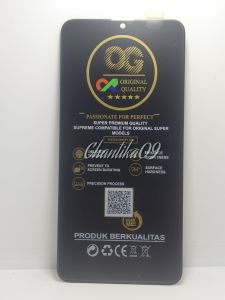 OG
ORIGINAL
QUALITY
PASSIONATE FOR PERFECT
SUPER PREMIUM QUALITY
SUPREME COMPATIBLE FOR ORIGINAL SUPER
MODELS
Chantika09
PREVENT TO
SCREEN BURSTING
SURFACE
HARDNESS
PRECISION PROCESS
PRODUK BERKUALITAS
CE